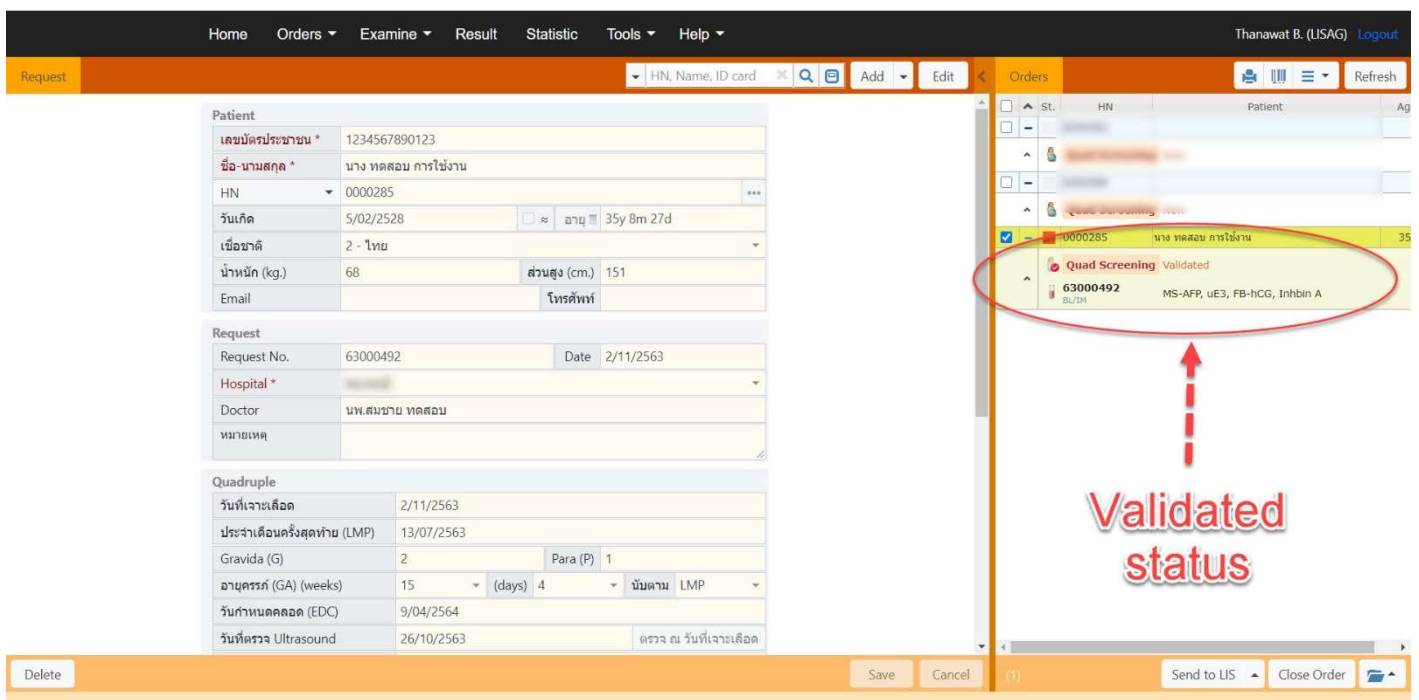 Home Orders Examine Result Statistic Tools Help Thanawat B. (LISAG) Logout
Request HN, Name, ID card Add Edit Orders Refresh
Patient
เลขบัตรประชาชน * 1234567890123
ชื่อ-นามสกุล * นาง ทดสอบ การใช้งาน
HN 0000285 •••
วันเกิด 5/02/2528 ≈ อายุ 35y 8m 27d
เชื่อชาติ 2 - ไทย
น้ำหนัก (kg.) 68 ส่วนสูง (cm.) 151
Email โทรศัพท์
Request
Request No. 63000492 Date 2/11/2563
Hospital *
Doctor นพ.สมชาย ทดสอบ
หมายเหตุ
Quadruple
วันที่เจาะเลือด 2/11/2563
ประจำเดือนครั้งสุดท้าย (LMP) 13/07/2563
Gravida (G) 2 Para (P) 1
อายุครรภ์ (GA) (weeks) 15 (days) 4 นับตาม LMP
วันกำหนดคลอด (EDC) 9/04/2564
วันที่ตรวจ Ultrasound 26/10/2563 ตรวจ ณ วันที่เจาะเลือด
Delete Save Cancel
St. HN Patient Ag
Quad Screening
0000285 นาง ทดสอบ การใช้งาน 35
Quad Screening Validated
63000492 MS-AFP, uE3, FB-hCG, Inhbin A
BL/IM
Validated
status
(1) Send to LIS Close Order